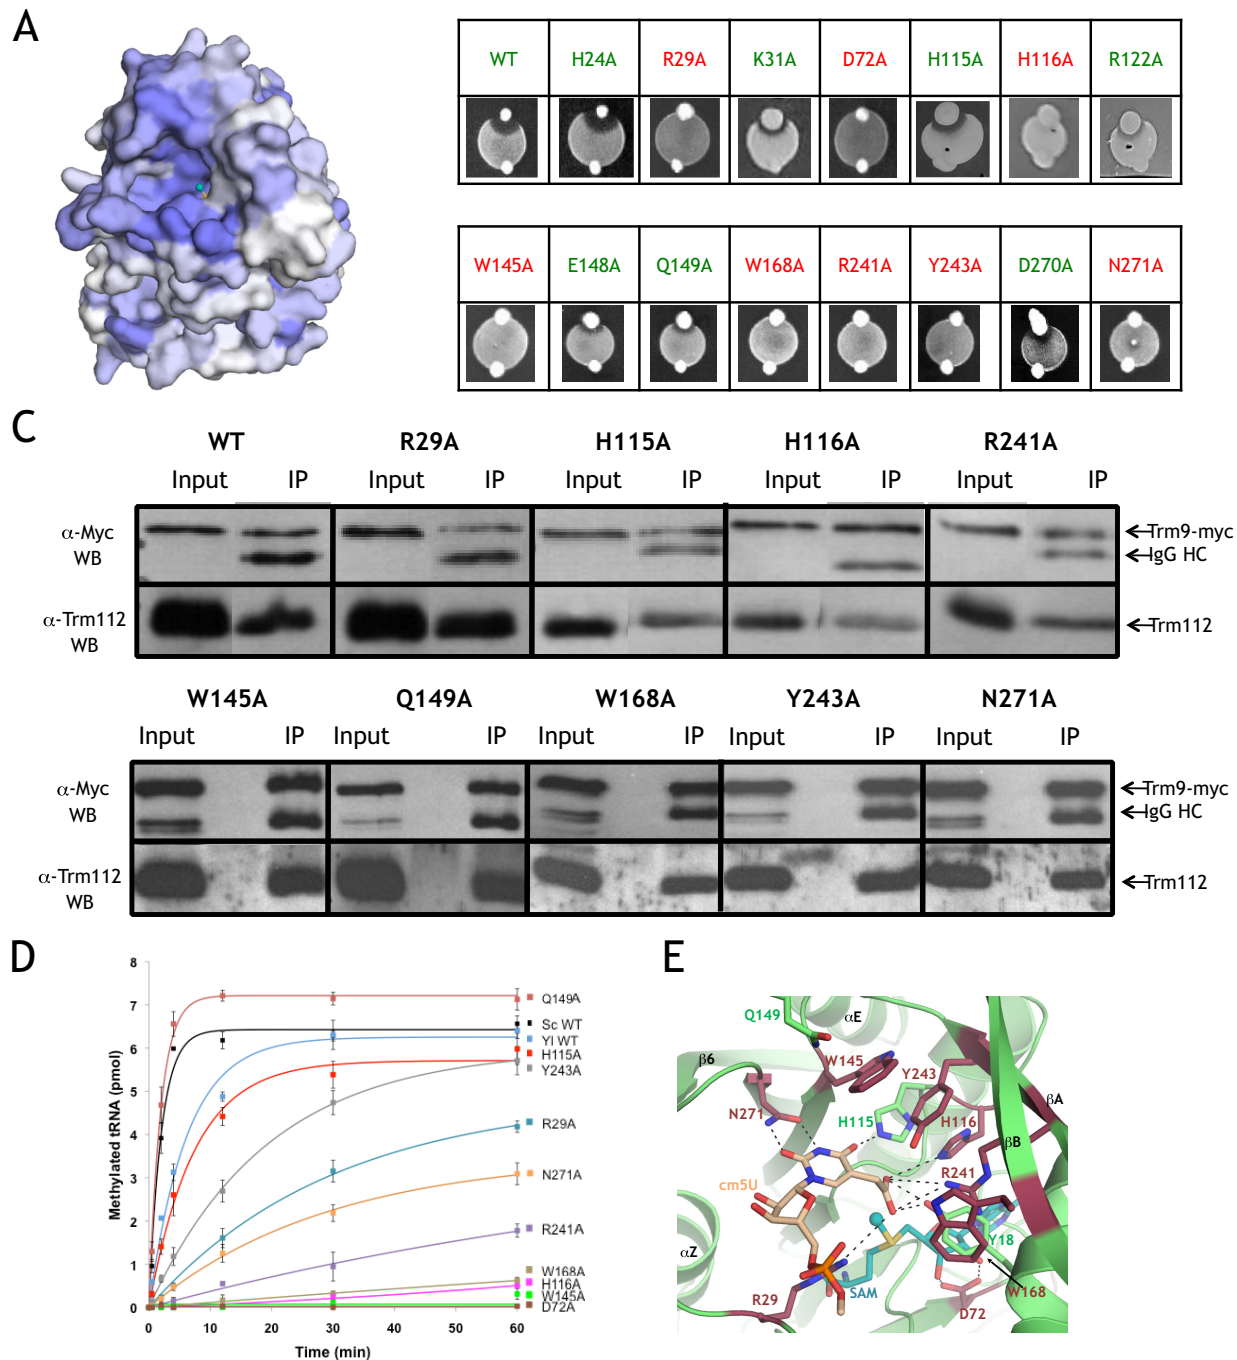 A
WT H24A R29A K31A D72A H115A H116A R122A
W145A E148A Q149A W168A R241A Y243A D270A N271A
C
WT R29A H115A H116A R241A
Input IP Input IP Input IP Input IP Input IP
α-Myc
WB
Trm9-myc
IgG HC
α-Trm112
WB
Trm112
W145A Q149A W168A Y243A N271A
Input IP Input IP Input IP Input IP Input IP
α-Myc
WB
Trm9-myc
IgG HC
α-Trm112
WB
Trm112
D
Methylated tRNA (pmol)
8
7
6
5
4
3
2
1
0
0 10 20 30 40 50 60
Time (min)
Q149A
Sc WT
Yl WT
H115A
Y243A
R29A
N271A
R241A
W168A
H116A
W145A
D72A
E
Q149
αE
β6
W145
Y243
N271
H115
H116
βA
βB
cm5U
R241
αZ
Y18
R29
SAM
W168
D72